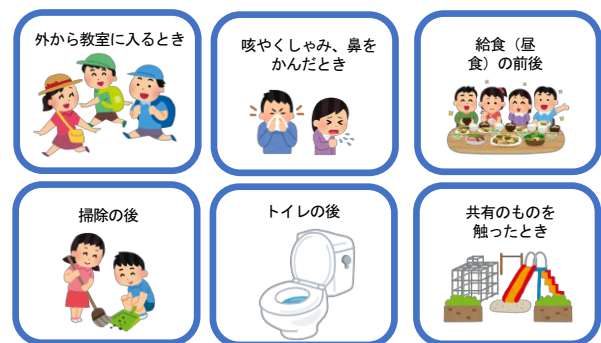 外から教室に入るとき
咳やくしゃみ、鼻を
かんだとき
給食（昼
食）の前後
掃除の後
トイレの後
共有のものを
触ったとき